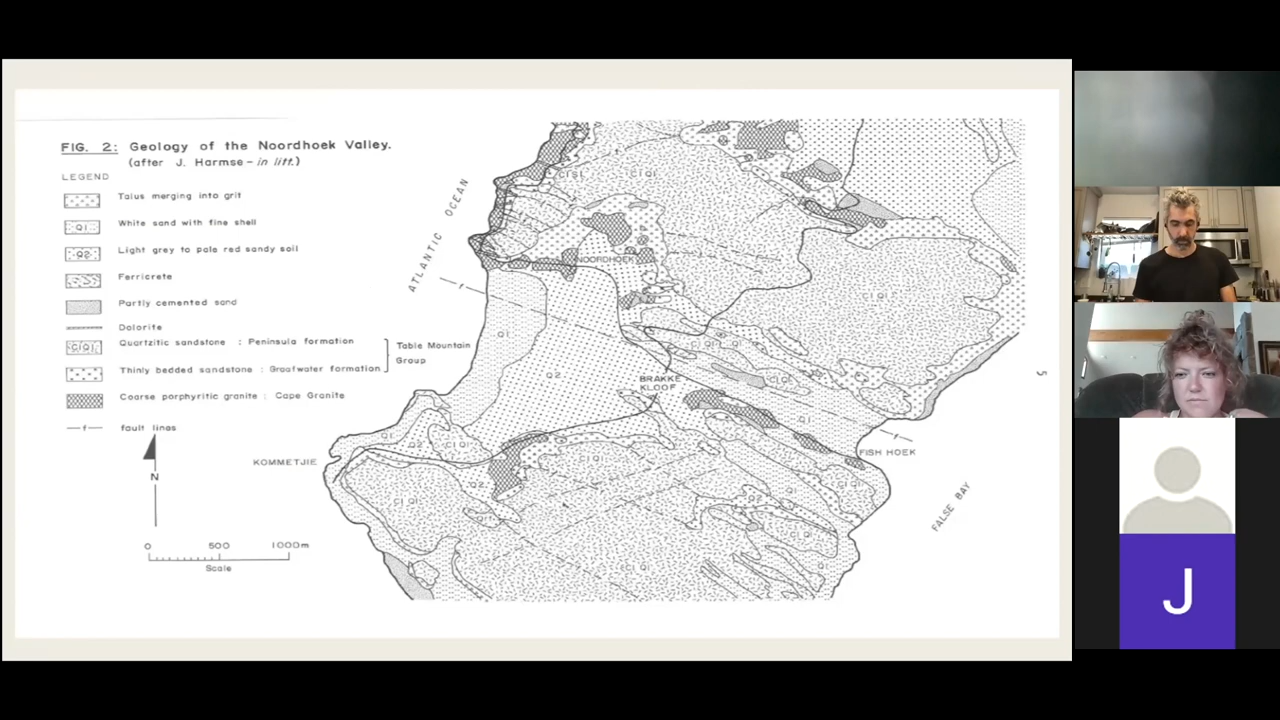 FIG. 2: Geology of the Noordhoek Valley.
(after J. Harmse - in litt.)
LEGEND
Talus merging into grit
Q1 White sand with fine shell
Q2 Light grey to pale red sandy soil
Ferricrete
Partly cemented sand
Dolorite
C1Q1 Quartzitic sandstone : Peninsula formation
Thinly bedded sandstone : Graafwater formation
Table Mountain
Group
Coarse porphyritic granite : Cape Granite
f fault lines
N
0 500 1000m
Scale
ATLANTIC OCEAN
NOORDHOEK
Q2
BRAKKE
KLOOF
KOMMETJIE
FISH HOEK
FALSE BAY
5
J